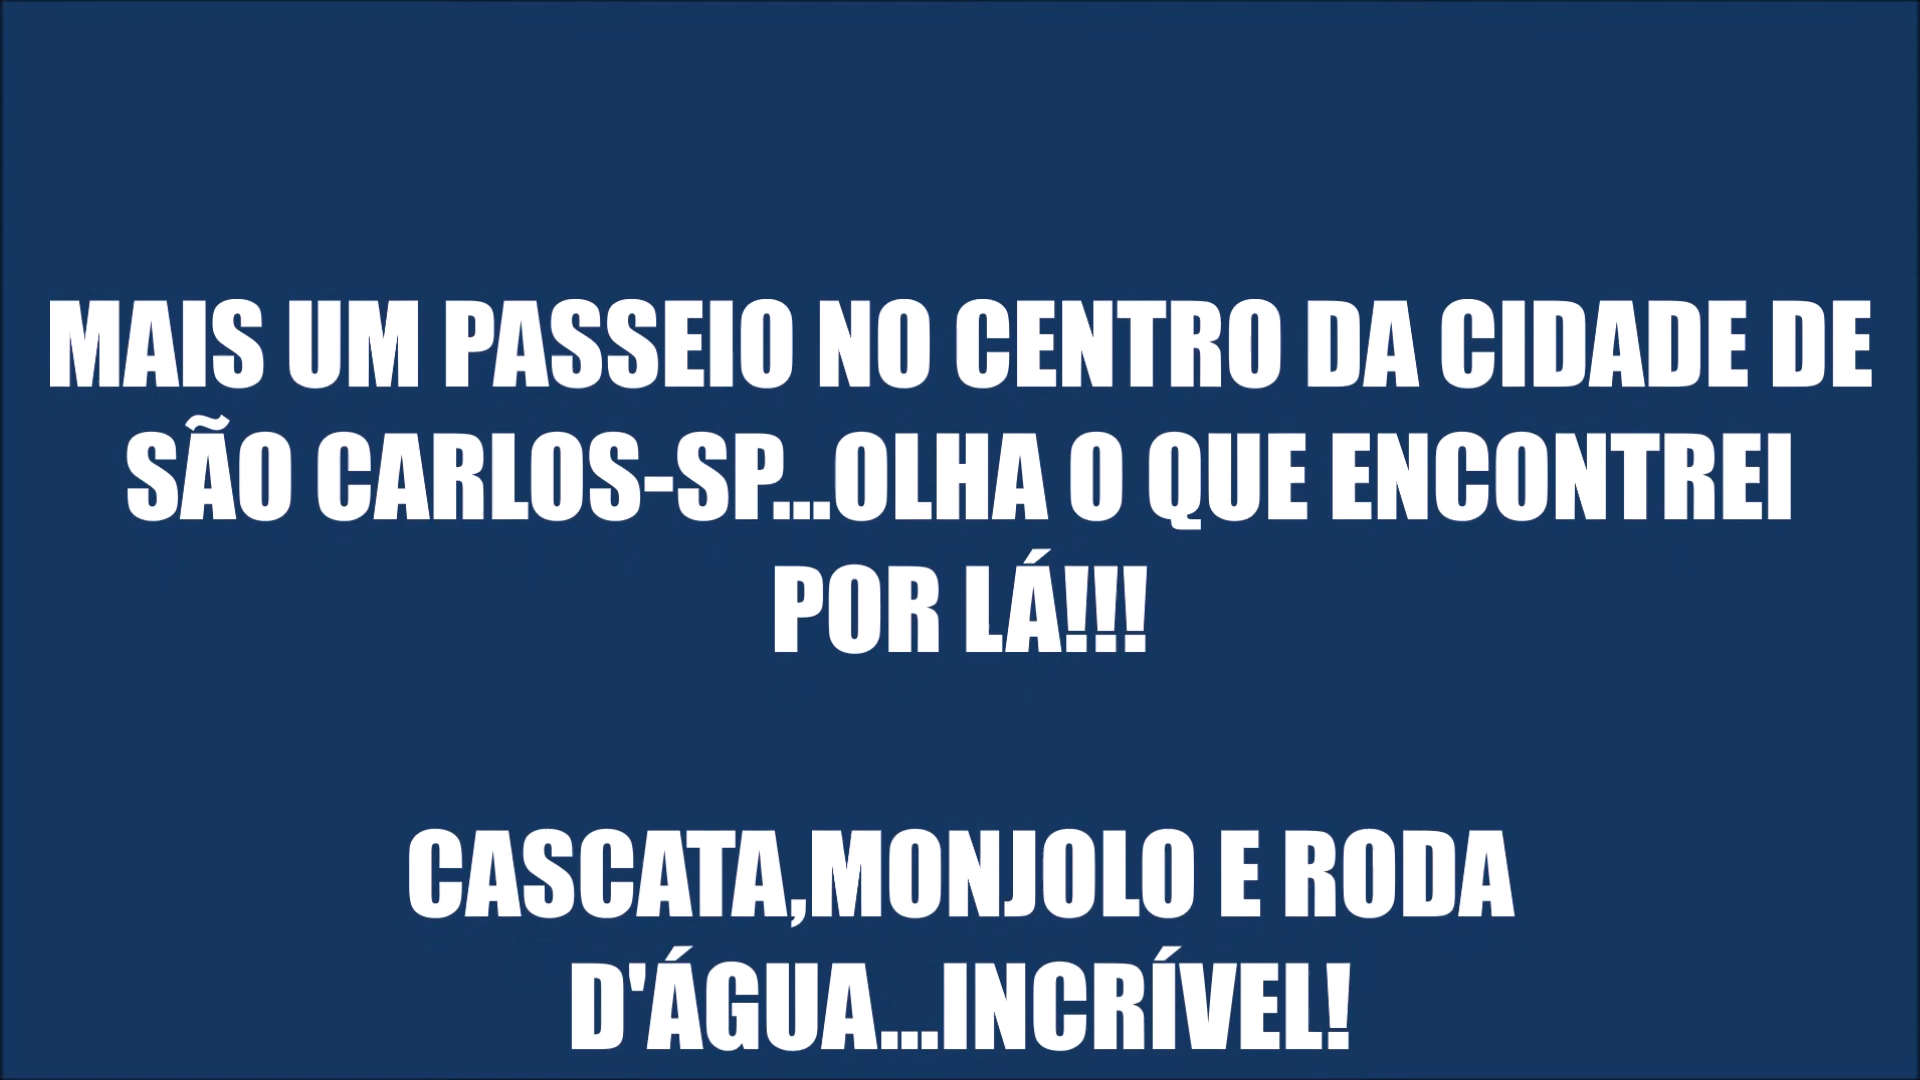 MAIS UM PASSEIO NO CENTRO DA CIDADE DE
SÃO CARLOS-SP...OLHA O QUE ENCONTREI
POR LÁ!!!
CASCATA,MONJOLO E RODA
D'ÁGUA...INCRÍVEL!